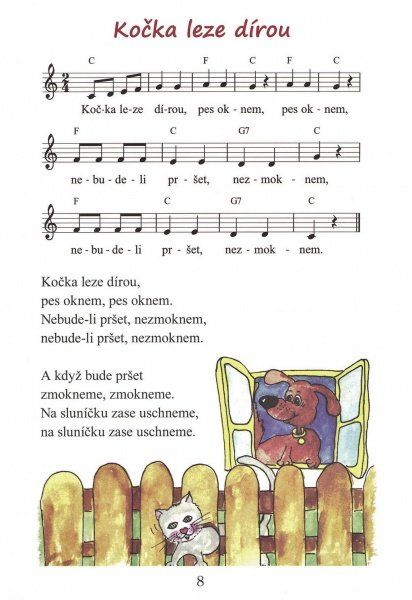 Kočka leze dírou
C F C F C
2
4
Koč-ka le-ze dí-rou, pes ok-nem, pes ok-nem,
F C G7 C
ne-bu-de-li pr-šet, nez-mok-nem,
F C G7 C
ne-bu-de-li pr-šet, nez-mok-nem.
Kočka leze dírou,
pes oknem, pes oknem.
Nebude-li pršet, nezmoknem,
nebude-li pršet, nezmoknem.
A když bude pršet
zmokneme, zmokneme.
Na sluníčku zase uschneme,
na sluníčku zase uschneme.
8